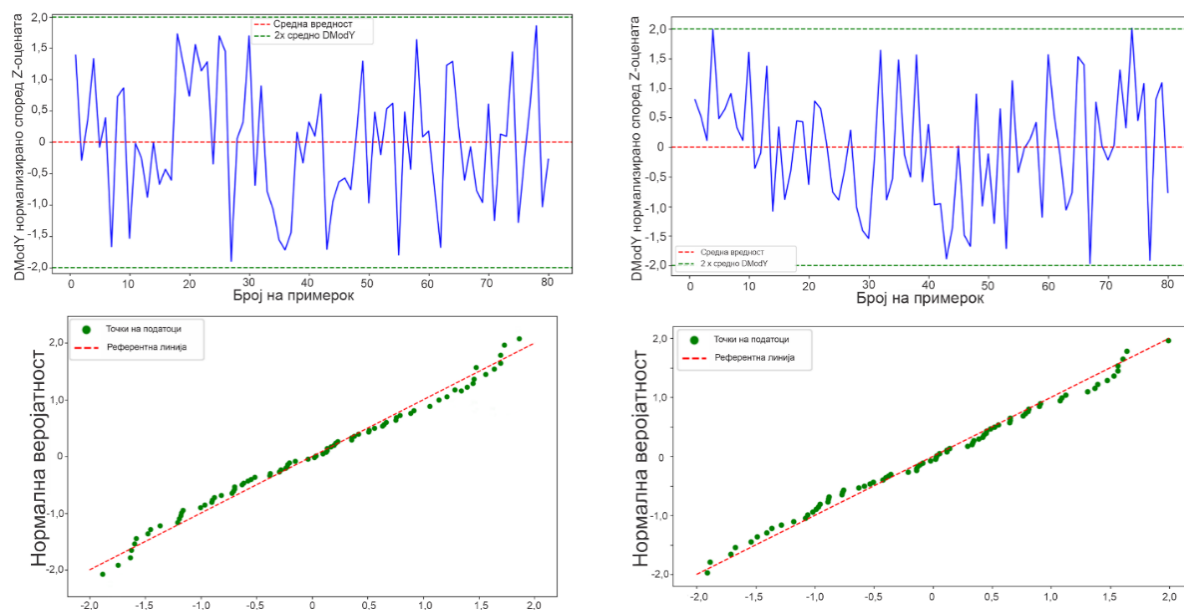 DModY нормализирано според Z-оцената
2,0
1,5
1,0
0,5
0
-0,5
-1,0
-1,5
-2,0
Средна вредност
2x средно DModY
0 10 20 30 40 50 60 70 80
Број на примерок
DModY нормализирано според Z-оцената
2,0
1,5
1,0
0,5
0
-0,5
-1,0
-1,5
-2,0
Средна вредност
2 x средно DModY
0 10 20 30 40 50 60 70 80
Број на примерок
Нормална веројатност
2,0
1,0
0
-1,0
-2,0
Точки на податоци
Референтна линија
-2,0 -1,5 -1,0 -0,5 0 0,5 1,0 1,5 2,0
Нормална веројатност
2,0
1,0
0
-1,0
-2,0
Точки на податоци
Референтна линија
-2,0 -1,5 -1,0 -0,5 0 0,5 1,0 1,5 2,0